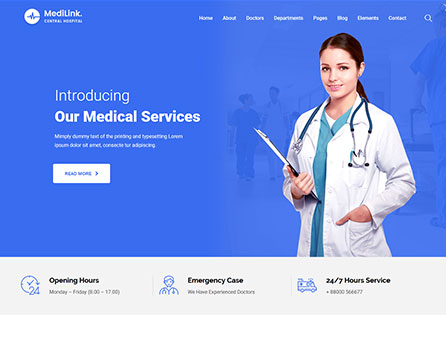 MediLink.
CENTRAL HOSPITAL
Home About Doctors Departments Pages Blog Elements Contact
Introducing
Our Medical Services
Mimply dummy text of the printing and typesetting Lorem
ipsum dolor sit amet, consecte tur adipiscing.
READ MORE
24
Opening Hours
Monday – Friday (8.00 – 17.00)
Emergency Case
We Have Experienced Doctors
24/7 Hours Service
+ 88000 566677